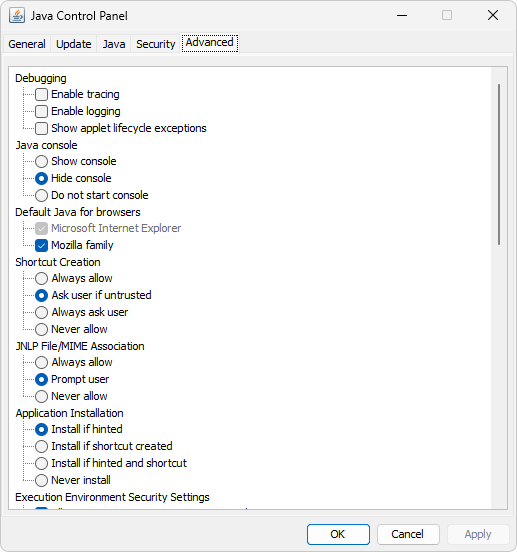 Java Control Panel
General Update Java Security Advanced
Debugging
Enable tracing
Enable logging
Show applet lifecycle exceptions
Java console
Show console
Hide console
Do not start console
Default Java for browsers
Microsoft Internet Explorer
Mozilla family
Shortcut Creation
Always allow
Ask user if untrusted
Always ask user
Never allow
JNLP File/MIME Association
Always allow
Prompt user
Never allow
Application Installation
Install if hinted
Install if shortcut created
Install if hinted and shortcut
Never install
Execution Environment Security Settings
OK Cancel Apply